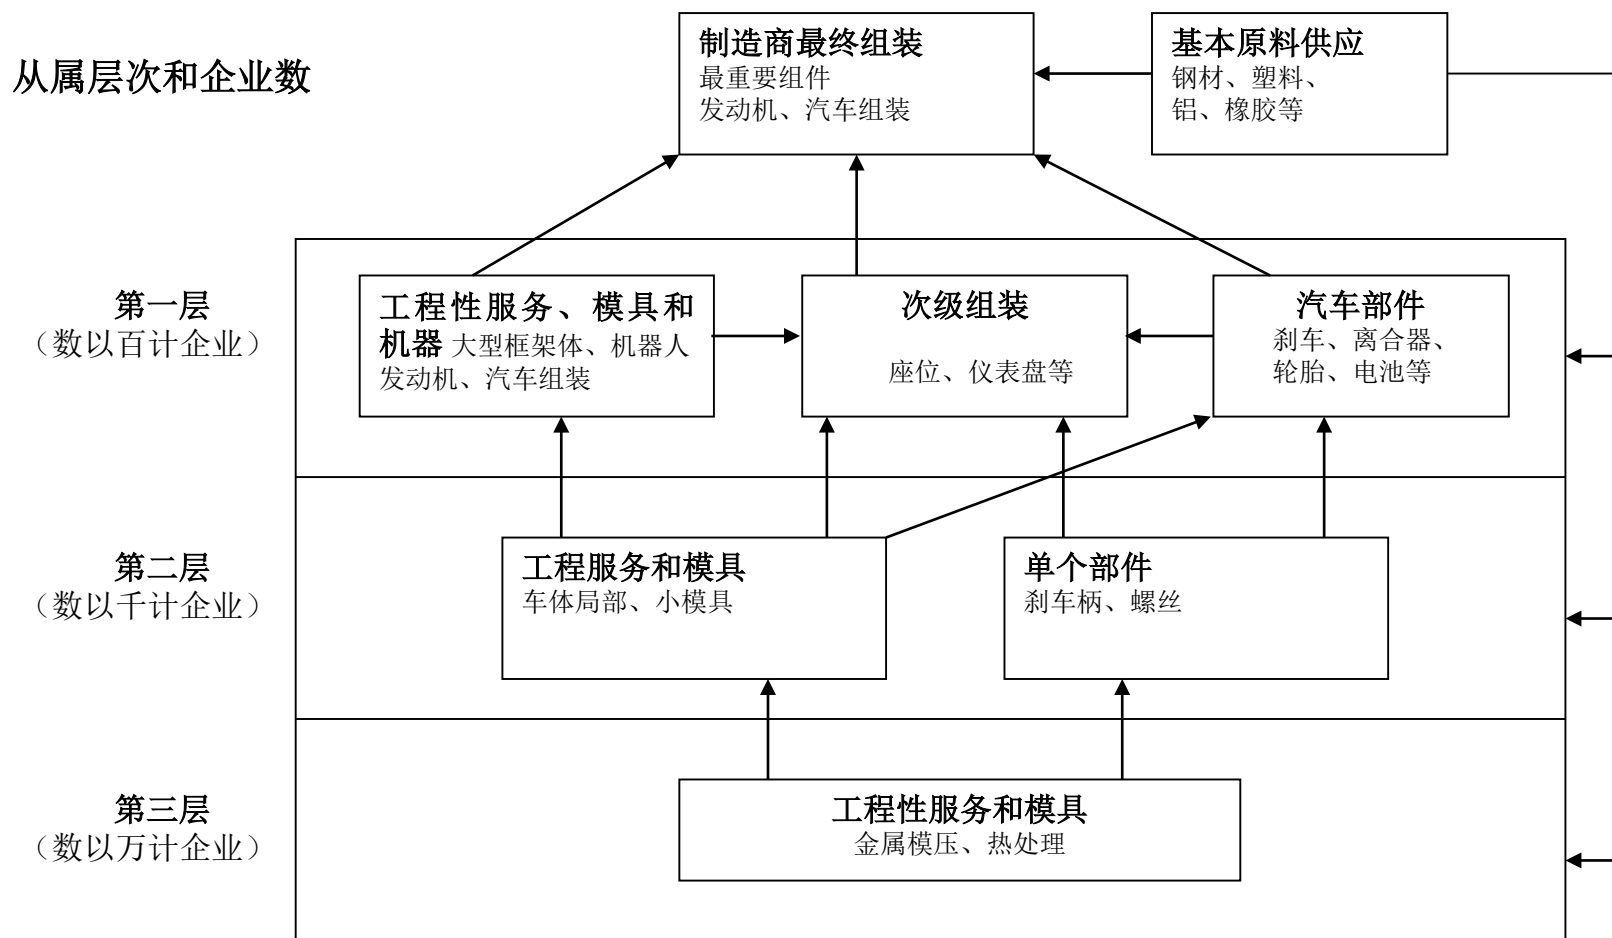 从属层次和企业数
制造商最终组装
最重要组件
发动机、汽车组装
基本原料供应
钢材、塑料、
铝、橡胶等
第一层
（数以百计企业）
工程性服务、模具和
机器 大型框架体、机器人
发动机、汽车组装
次级组装
座位、仪表盘等
汽车部件
刹车、离合器、
轮胎、电池等
第二层
（数以千计企业）
工程服务和模具
车体局部、小模具
单个部件
刹车柄、螺丝
第三层
（数以万计企业）
工程性服务和模具
金属模压、热处理